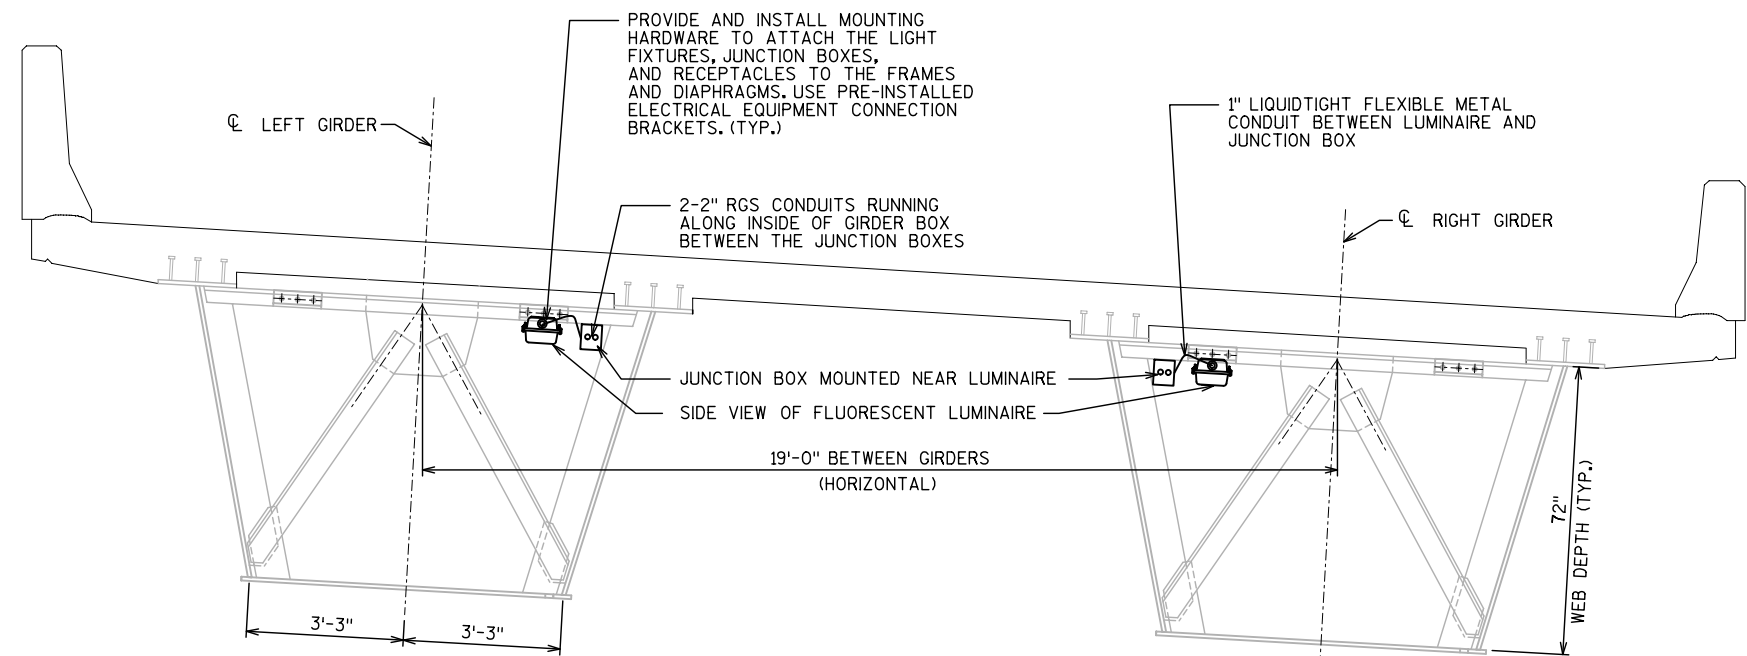 PROVIDE AND INSTALL MOUNTING
HARDWARE TO ATTACH THE LIGHT
FIXTURES, JUNCTION BOXES,
AND RECEPTACLES TO THE FRAMES
AND DIAPHRAGMS. USE PRE-INSTALLED
ELECTRICAL EQUIPMENT CONNECTION
BRACKETS. (TYP.)
℄ LEFT GIRDER
1" LIQUIDTIGHT FLEXIBLE METAL
CONDUIT BETWEEN LUMINAIRE AND
JUNCTION BOX
2-2" RGS CONDUITS RUNNING
ALONG INSIDE OF GIRDER BOX
BETWEEN THE JUNCTION BOXES
℄ RIGHT GIRDER
JUNCTION BOX MOUNTED NEAR LUMINAIRE
SIDE VIEW OF FLUORESCENT LUMINAIRE
19'-0" BETWEEN GIRDERS
(HORIZONTAL)
72"
WEB DEPTH (TYP.)
3'-3"
3'-3"